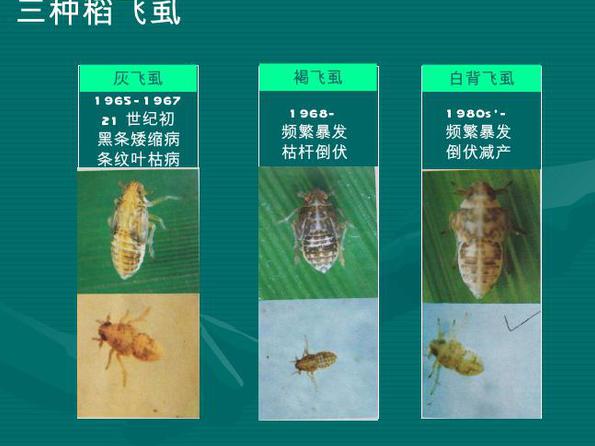 三种稻飞虱
灰飞虱
1965-1967
21 世纪初
黑条矮缩病
条纹叶枯病
褐飞虱
1968-
频繁暴发
枯杆倒伏
白背飞虱
1980s'-
频繁暴发
倒伏减产